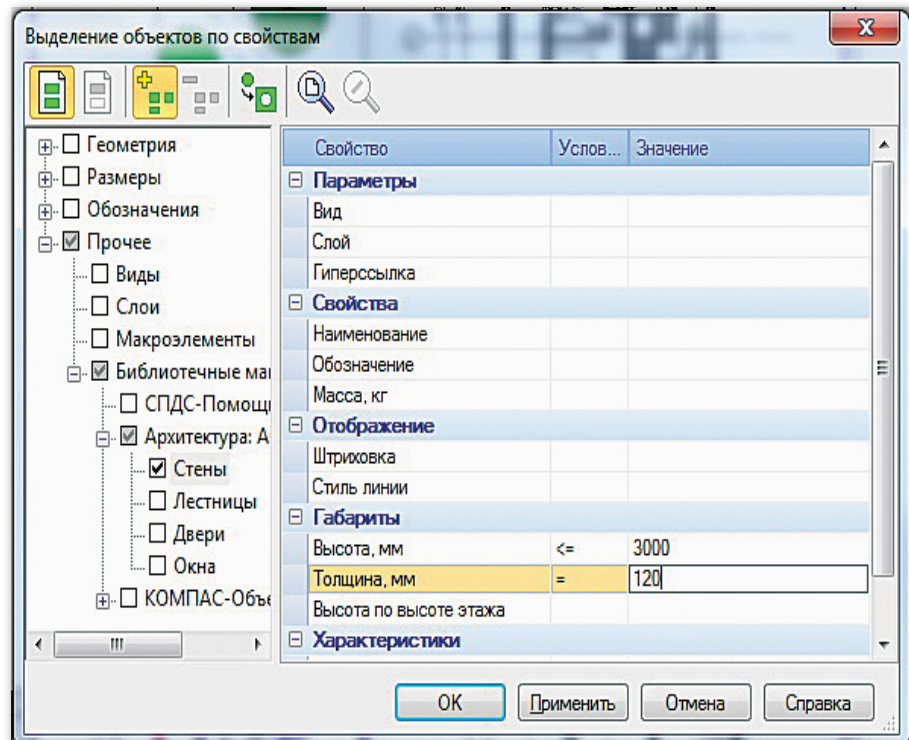 Выделение объектов по свойствам
Геометрия
Размеры
Обозначения
Прочее
Виды
Слои
Макроэлементы
Библиотечные ма
СПДС-Помощ
Архитектура: А
Стены
Лестницы
Двери
Окна
КОМПАС-Объе
Свойство Услов... Значение
Параметры
Вид
Слой
Гиперссылка
Свойства
Наименование
Обозначение
Масса, кг
Отображение
Штриховка
Стиль линии
Габариты
Высота, мм <= 3000
Толщина, мм = 120
Высота по высоте этажа
Характеристики
OK Применить Отмена Справка